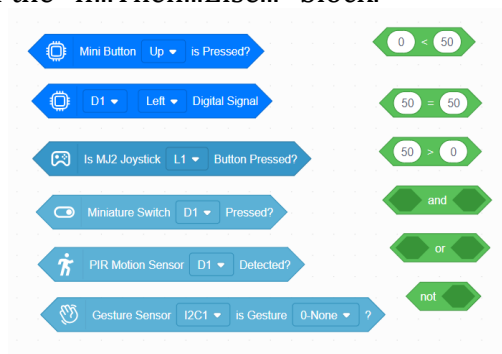 Mini Button Up is Pressed?
0 < 50
D1 Left Digital Signal
50 = 50
Is MJ2 Joystick L1 Button Pressed?
50 > 0
Miniature Switch D1 Pressed?
and
PIR Motion Sensor D1 Detected?
or
Gesture Sensor I2C1 is Gesture 0-None ?
not